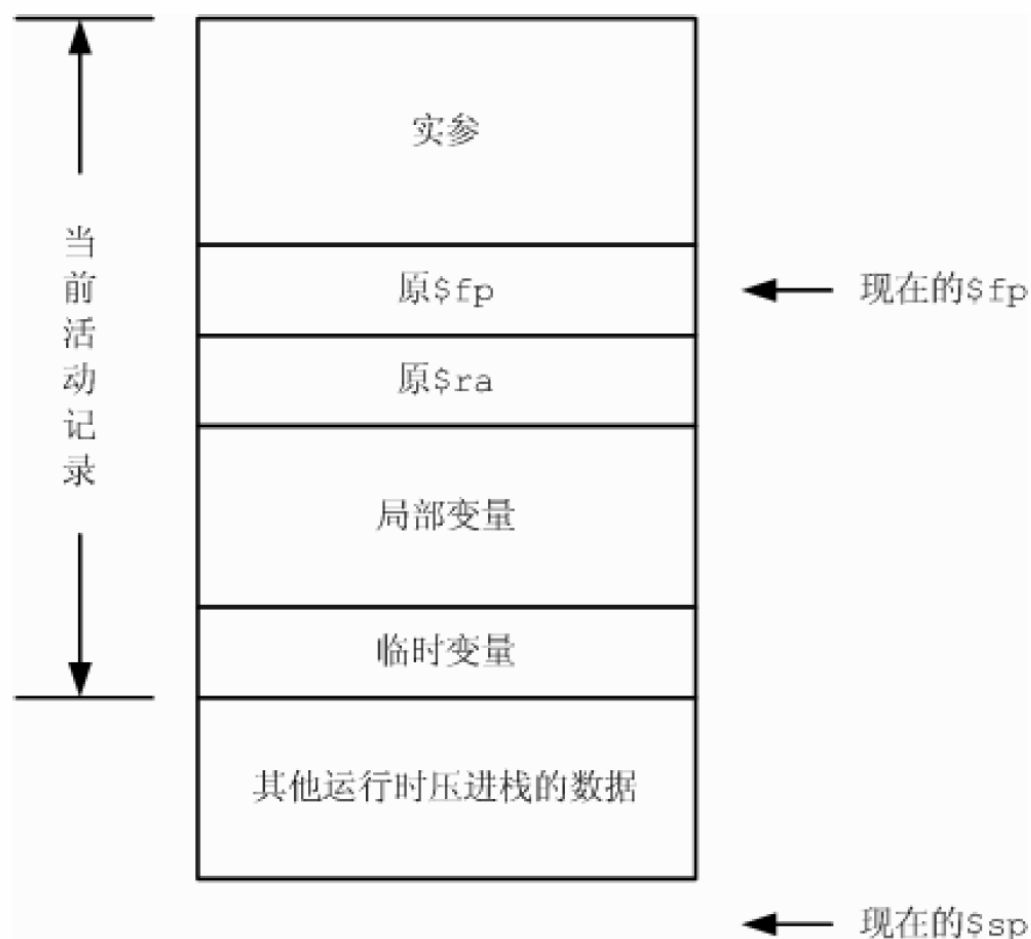 实参
当前活动记录
原$fp
现在的$fp
原$ra
局部变量
临时变量
其他运行时压进栈的数据
现在的$sp